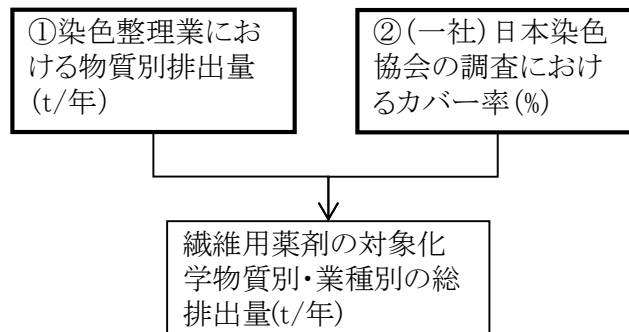 ①染色整理業にお
ける物質別排出量
(t/年)
②(一社)日本染色
協会の調査におけ
るカバー率(%)
繊維用薬剤の対象化
学物質別・業種別の総
排出量(t/年)